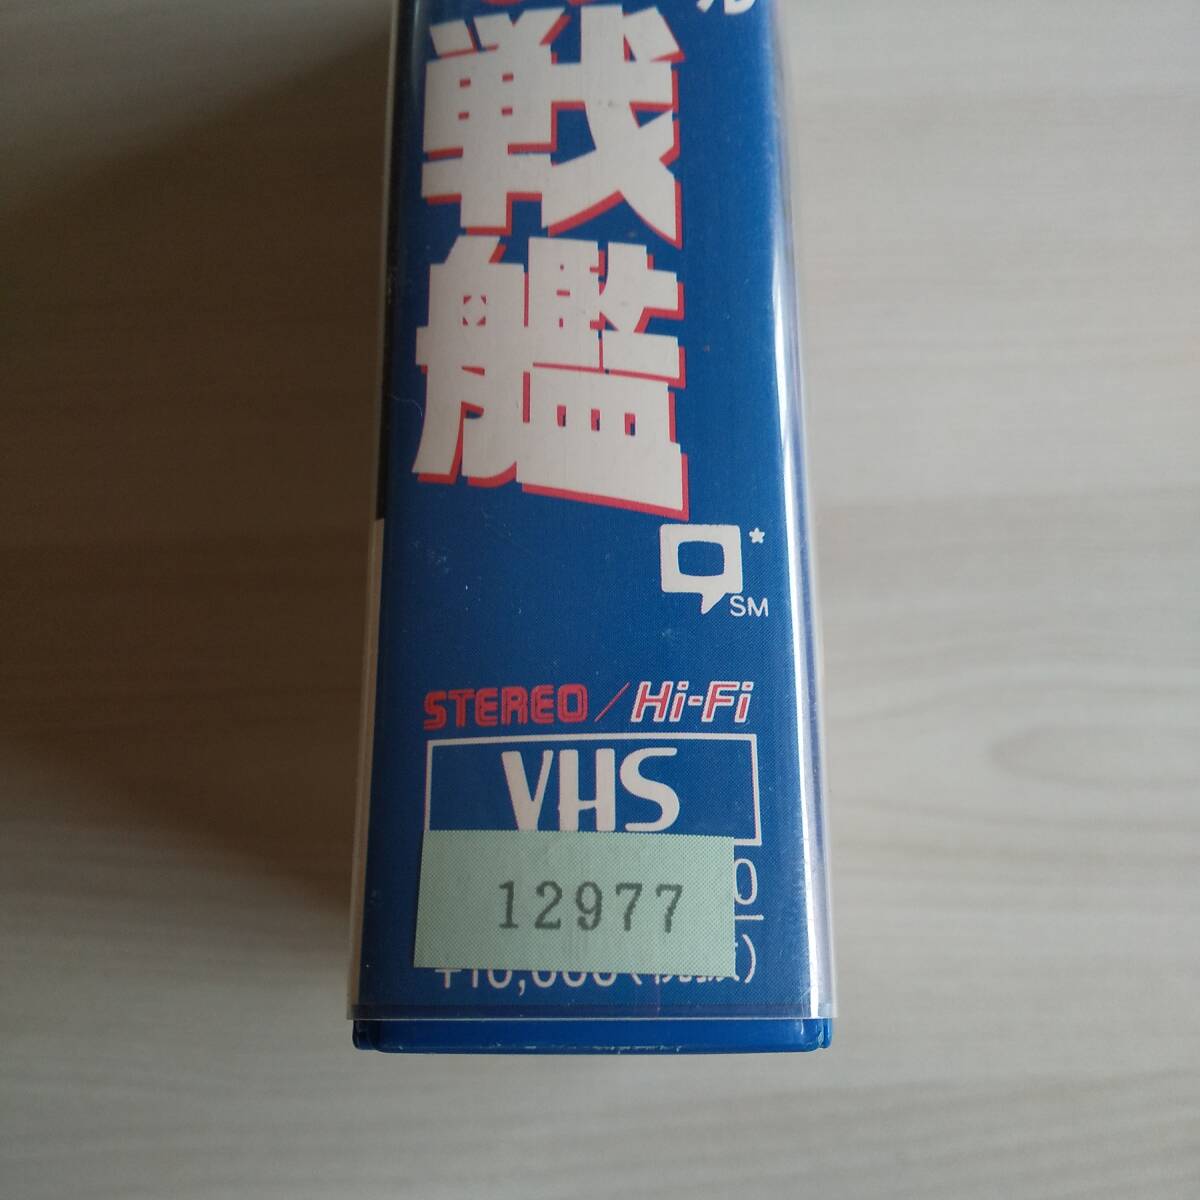 戦艦
SM
STEREO / Hi-Fi
VHS
12977